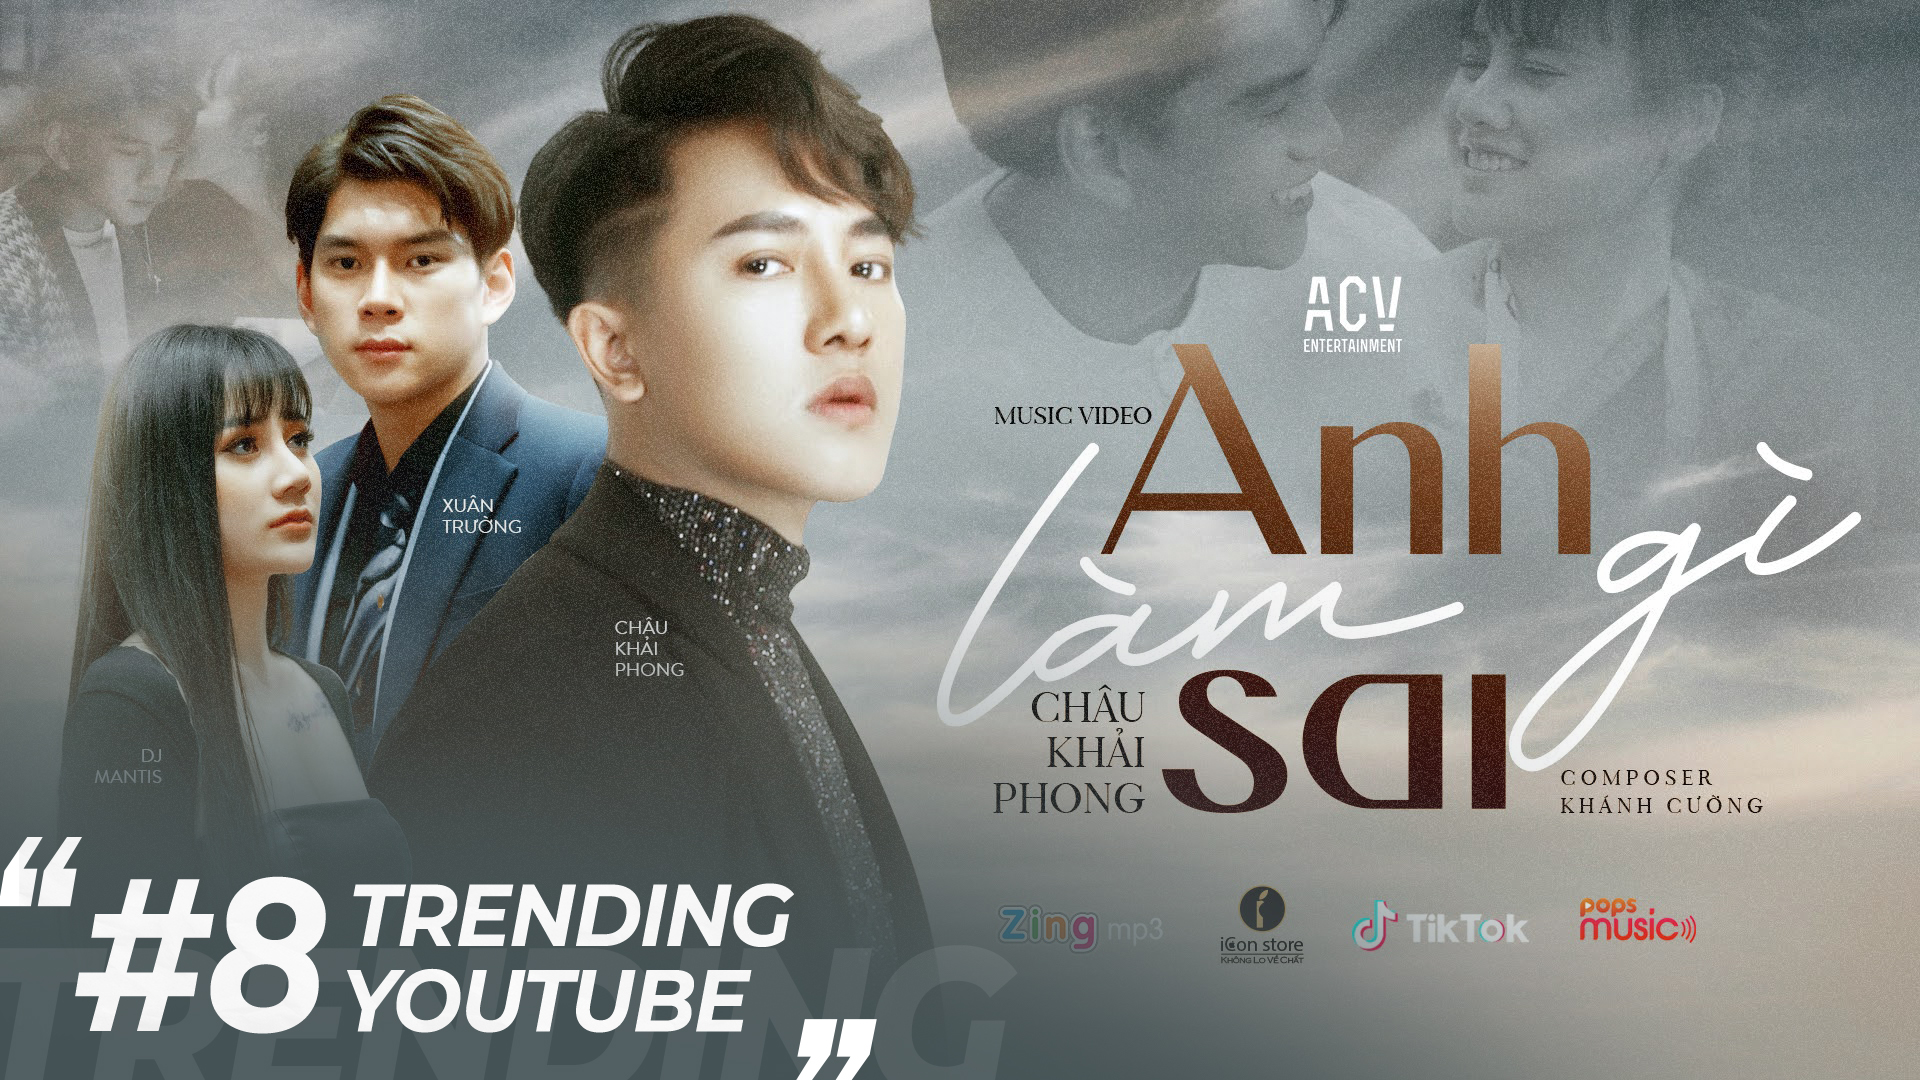 ACV
ENTERTAINMENT
MUSIC VIDEO
Anh
làm gì
sai
CHÂU
KHẢI
PHONG
COMPOSER
KHÁNH CƯỜNG
XUÂN
TRƯỜNG
CHÂU
KHẢI
PHONG
DJ
MANTIS
“#8 TRENDING
YOUTUBE”
TRENDING
Zing mp3
iCon store
KHÔNG LO VỀ CHẤT
TikTok
POPS
music